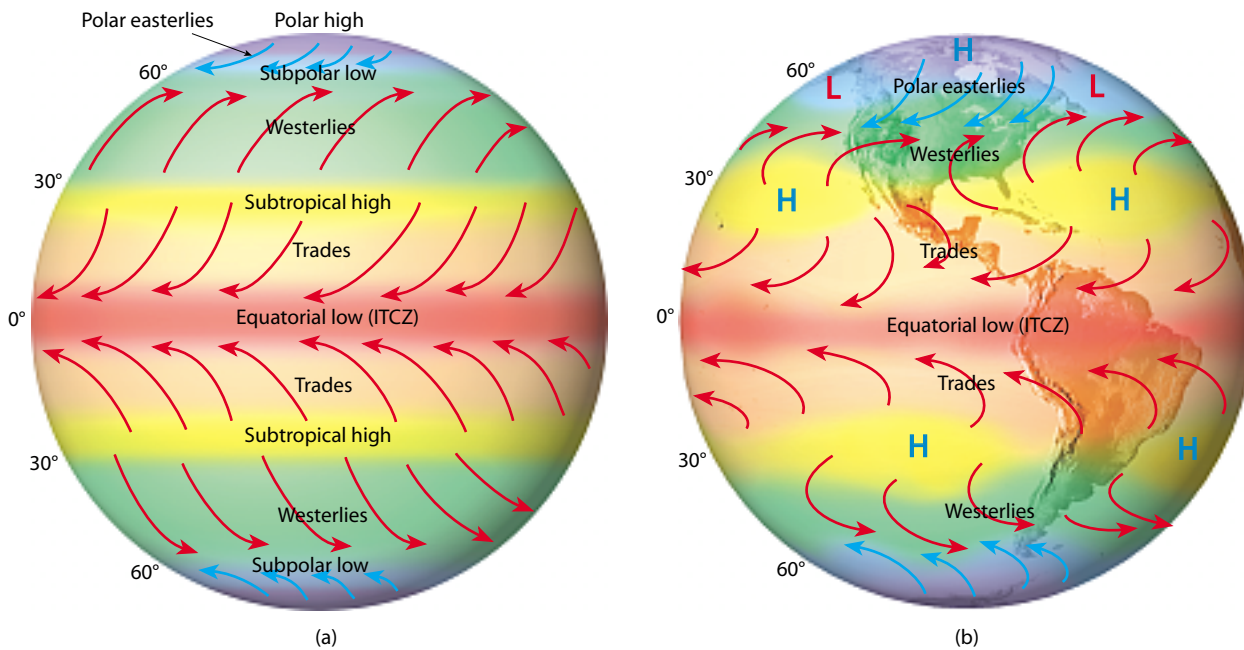 Polar easterlies
Polar high
60°
Subpolar low
Westerlies
30°
Subtropical high
Trades
0°
Equatorial low (ITCZ)
Trades
Subtropical high
30°
Westerlies
Subpolar low
60°
(a)
H
60°
L
Polar easterlies
L
Westerlies
30°
H
H
Trades
0°
Equatorial low (ITCZ)
Trades
H
H
30°
Westerlies
60°
(b)